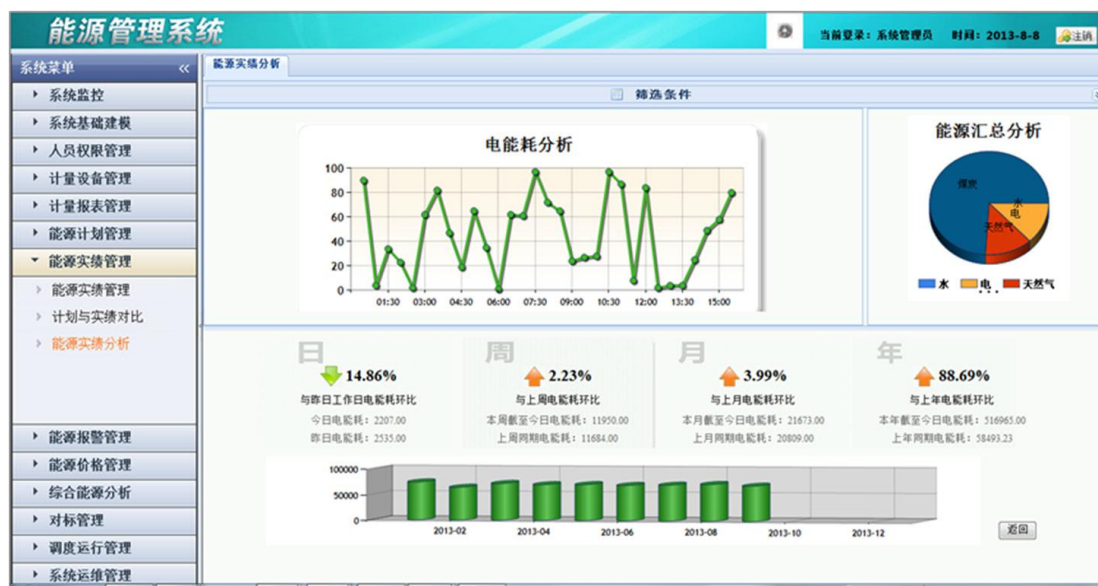 能源管理系统
当前登录：系统管理员 时间：2013-8-8 注销
系统菜单 «
系统监控
系统基础建模
人员权限管理
计量设备管理
计量报表管理
能源计划管理
能源实绩管理
能源实绩管理
计划与实绩对比
能源实绩分析
能源报警管理
能源价格管理
综合能源分析
对标管理
调度运行管理
系统运维管理
能源实绩分析
筛选条件
电能耗分析
100
80
60
40
20
0
01:30 03:00 04:30 06:00 07:30 09:00 10:30 12:00 13:30 15:00
能源汇总分析
煤炭
水
电
天然气
水 电 天然气
...
日
14.86%
与昨日工作日电能耗环比
今日电能耗：2207.00
昨日电能耗：2535.00
周
2.23%
与上周电能耗环比
本周截至今日电能耗：11950.00
上周同期电能耗：11684.00
月
3.99%
与上月电能耗环比
本月截至今日电能耗：21673.00
上月同期电能耗：20809.00
年
88.69%
与上年电能耗环比
本年截至今日电能耗：516965.00
上年同期电能耗：58493.23
100000
50000
0
2013-02 2013-04 2013-06 2013-08 2013-10 2013-12
返回